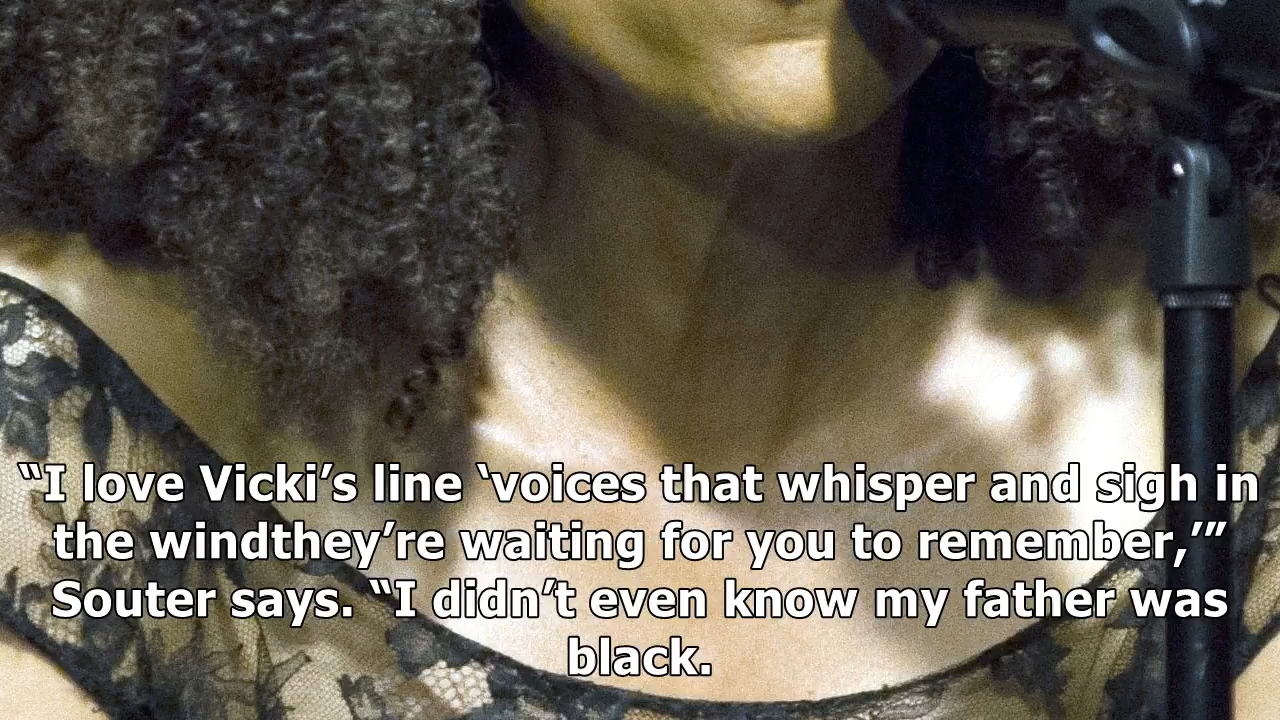 “I love Vicki’s line ‘voices that whisper and sigh in
the windthey’re waiting for you to remember,’”
Souter says. “I didn’t even know my father was
black.